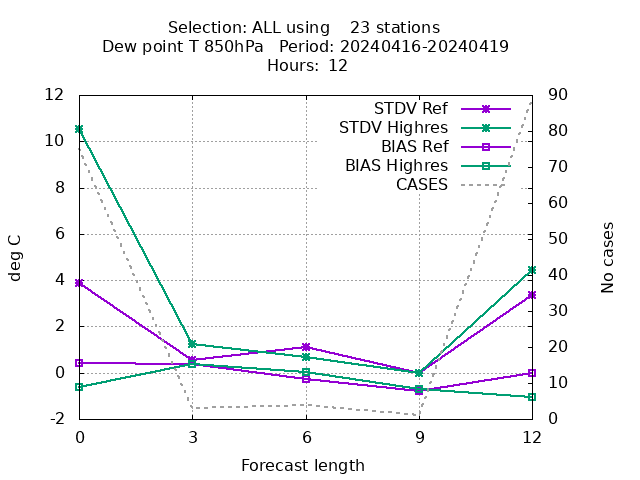 Selection: ALL using    23 stations
Dew point T 850hPa   Period: 20240416-20240419
Hours: 12
STDV Ref
STDV Highres
BIAS Ref
BIAS Highres
CASES
deg C
12
10
8
6
4
2
0
-2
90
80
70
60
50
40
30
20
10
0
No cases
0 3 6 9 12
Forecast length